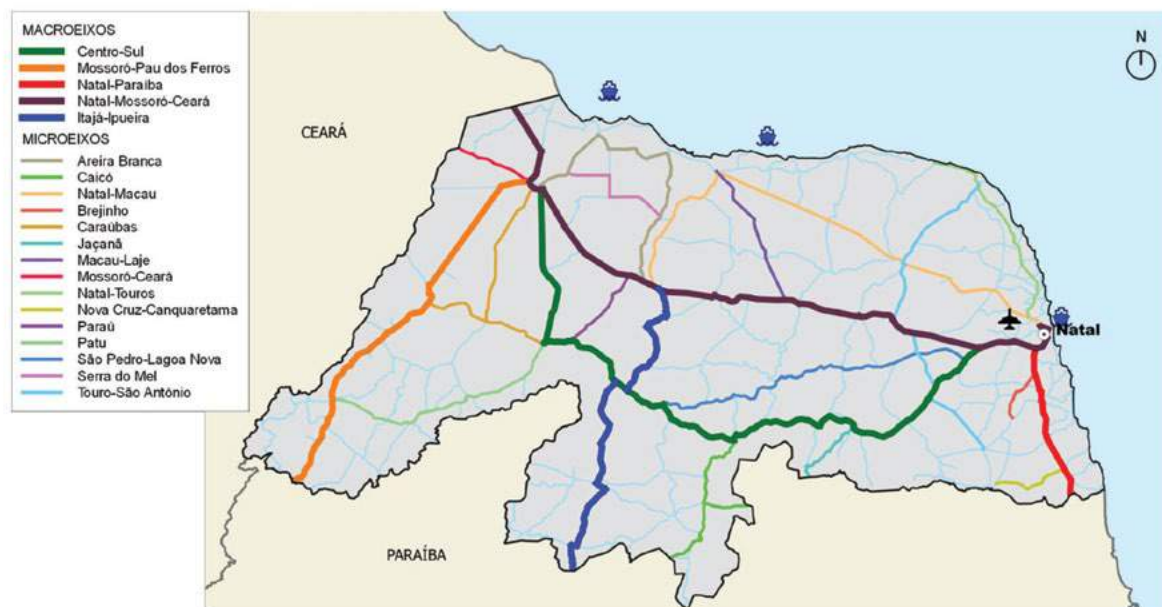 MACROEIXOS
Centro-Sul
Mossoró-Pau dos Ferros
Natal-Paraíba
Natal-Mossoró-Ceará
Itajá-Ipueira
MICROEIXOS
Areira Branca
Caicó
Natal-Macau
Brejinho
Caraúbas
Jaçanã
Macau-Laje
Mossoró-Ceará
Natal-Touros
Nova Cruz-Canquaretama
Paraú
Patu
São Pedro-Lagoa Nova
Serra do Mel
Touro-São Antônio
CEARÁ
N
Natal
PARAÍBA